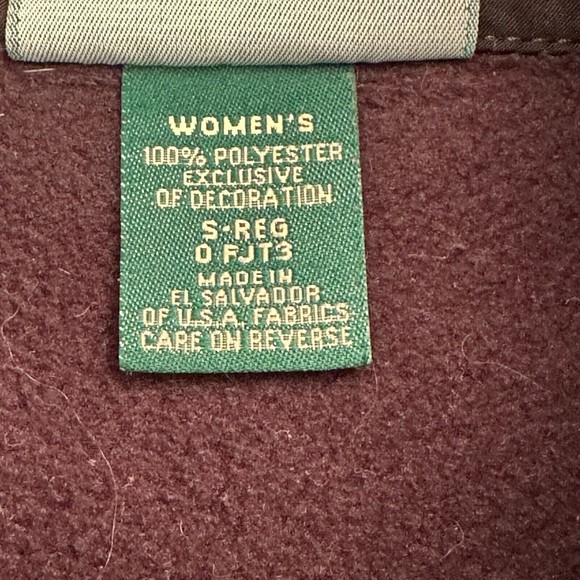 WOMEN'S
100% POLYESTER
EXCLUSIVE
OF DECORATION
S-REG
0 FJT3
MADE IN
EL SALVADOR
OF U.S.A. FABRICS
CARE ON REVERSE